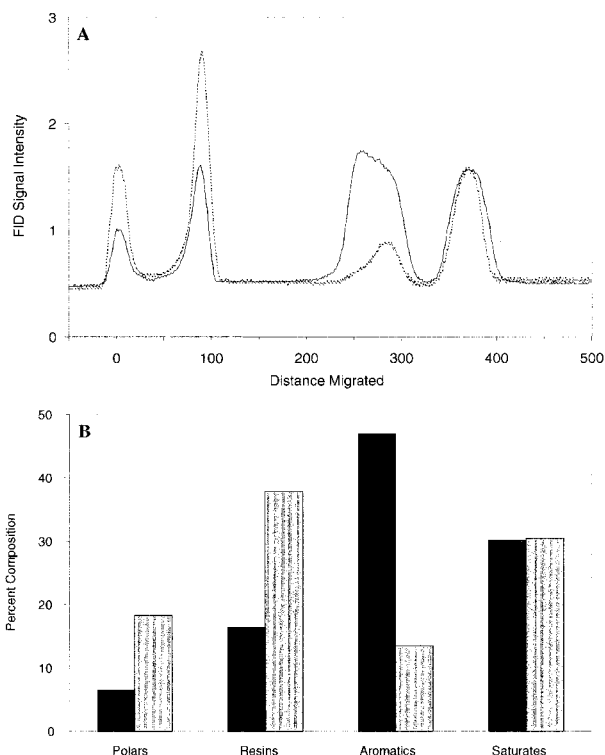 A
3
2
1
0
FID Signal Intensity
0 100 200 300 400 500
Distance Migrated
B
50
40
30
20
10
0
Percent Composition
Polars Resins Aromatics Saturates